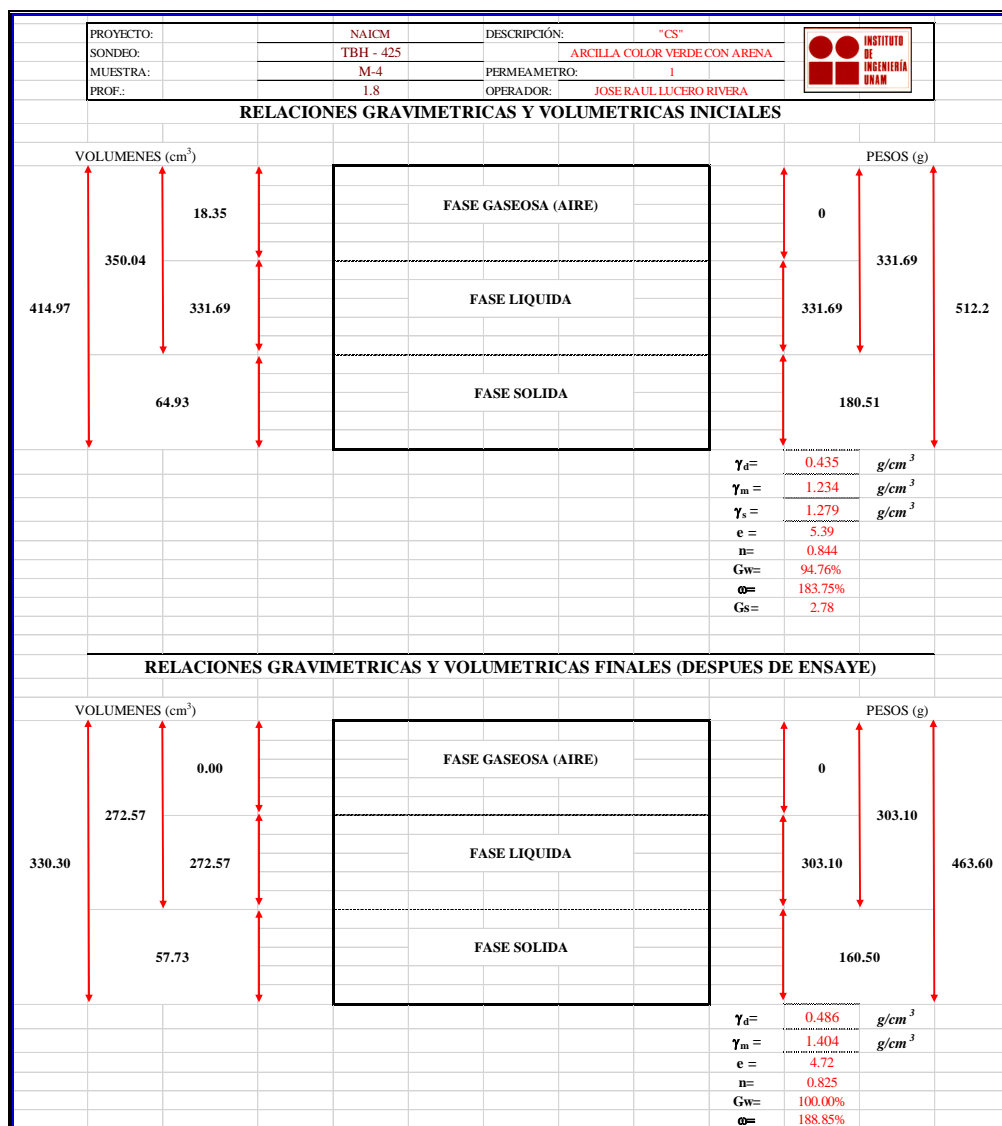 PROYECTO: NAICM DESCRIPCIÓN: "CS"
SONDEO: TBH - 425 ARCILLA COLOR VERDE CON ARENA
MUESTRA: M-4 PERMEAMETRO: 1
PROF.: 1.8 OPERADOR: JOSE RAUL LUCERO RIVERA
INSTITUTO
DE
INGENIERÍA
UNAM
RELACIONES GRAVIMETRICAS Y VOLUMETRICAS INICIALES
VOLUMENES (cm³) PESOS (g)
18.35 FASE GASEOSA (AIRE) 0
350.04 331.69
414.97 331.69 FASE LIQUIDA 331.69 512.2
64.93 FASE SOLIDA 180.51
γd= 0.435 g/cm³
γm = 1.234 g/cm³
γs = 1.279 g/cm³
e = 5.39
n= 0.844
Gw= 94.76%
ω= 183.75%
Gs= 2.78
RELACIONES GRAVIMETRICAS Y VOLUMETRICAS FINALES (DESPUES DE ENSAYE)
VOLUMENES (cm³) PESOS (g)
0.00 FASE GASEOSA (AIRE) 0
272.57 303.10
330.30 272.57 FASE LIQUIDA 303.10 463.60
57.73 FASE SOLIDA 160.50
γd= 0.486 g/cm³
γm = 1.404 g/cm³
e = 4.72
n= 0.825
Gw= 100.00%
ω= 188.85%